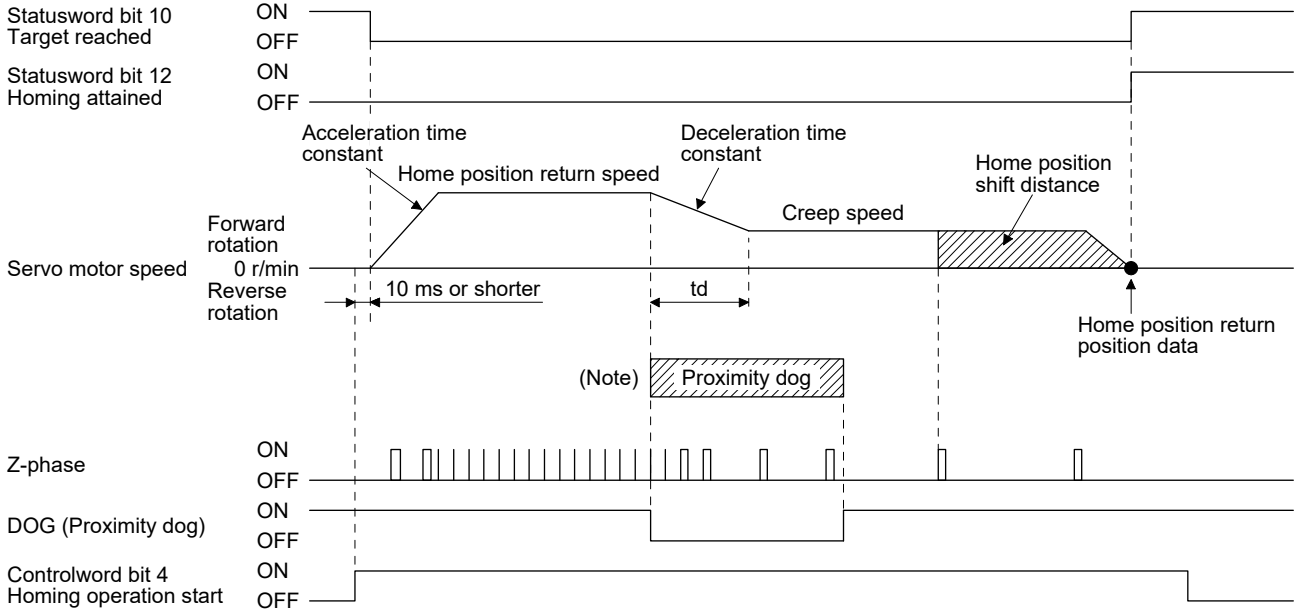 Statusword bit 10
Target reached
ON
OFF
Statusword bit 12
Homing attained
ON
OFF
Acceleration time
constant
Home position return speed
Deceleration time
constant
Creep speed
Home position
shift distance
Forward
rotation
Servo motor speed
0 r/min
Reverse
rotation
10 ms or shorter
td
Home position return
position data
(Note)
Proximity dog
Z-phase
ON
OFF
DOG (Proximity dog)
ON
OFF
Controlword bit 4
Homing operation start
ON
OFF